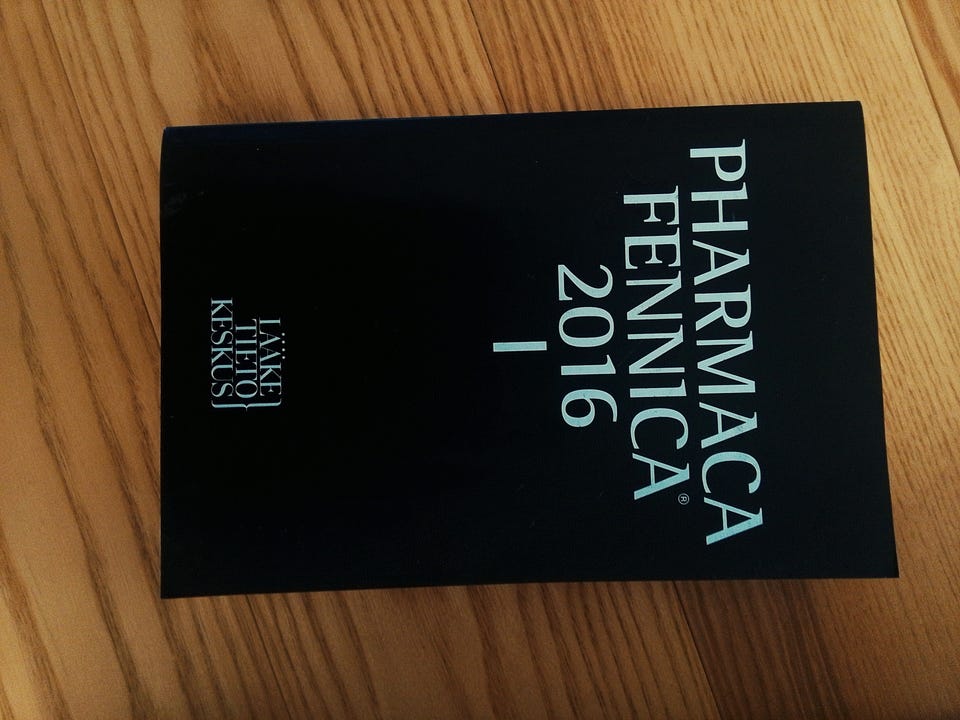 PHARMACA
FENNICA®
2016
I
LÄÄKE
TIETO
KESKUS}